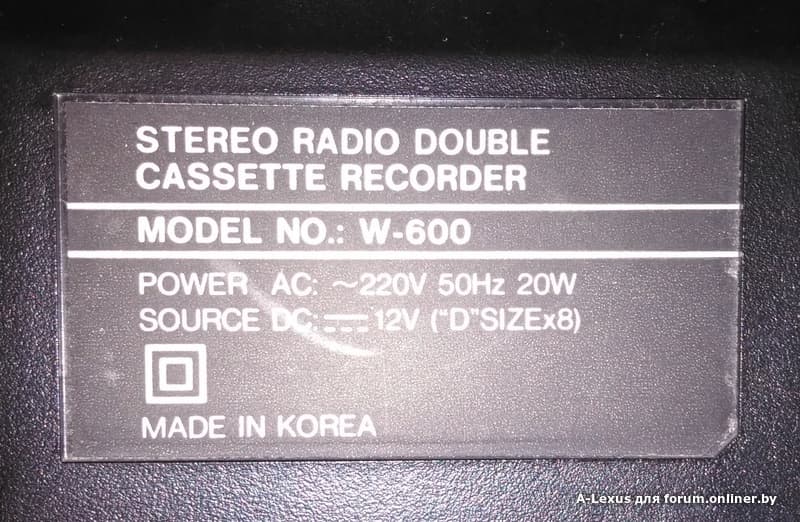 STEREO RADIO DOUBLE
CASSETTE RECORDER
MODEL NO.: W-600
POWER AC: ~220V 50Hz 20W
SOURCE DC: ⎓ 12V ("D"SIZEx8)
MADE IN KOREA
A-Lexus для forum.onliner.by